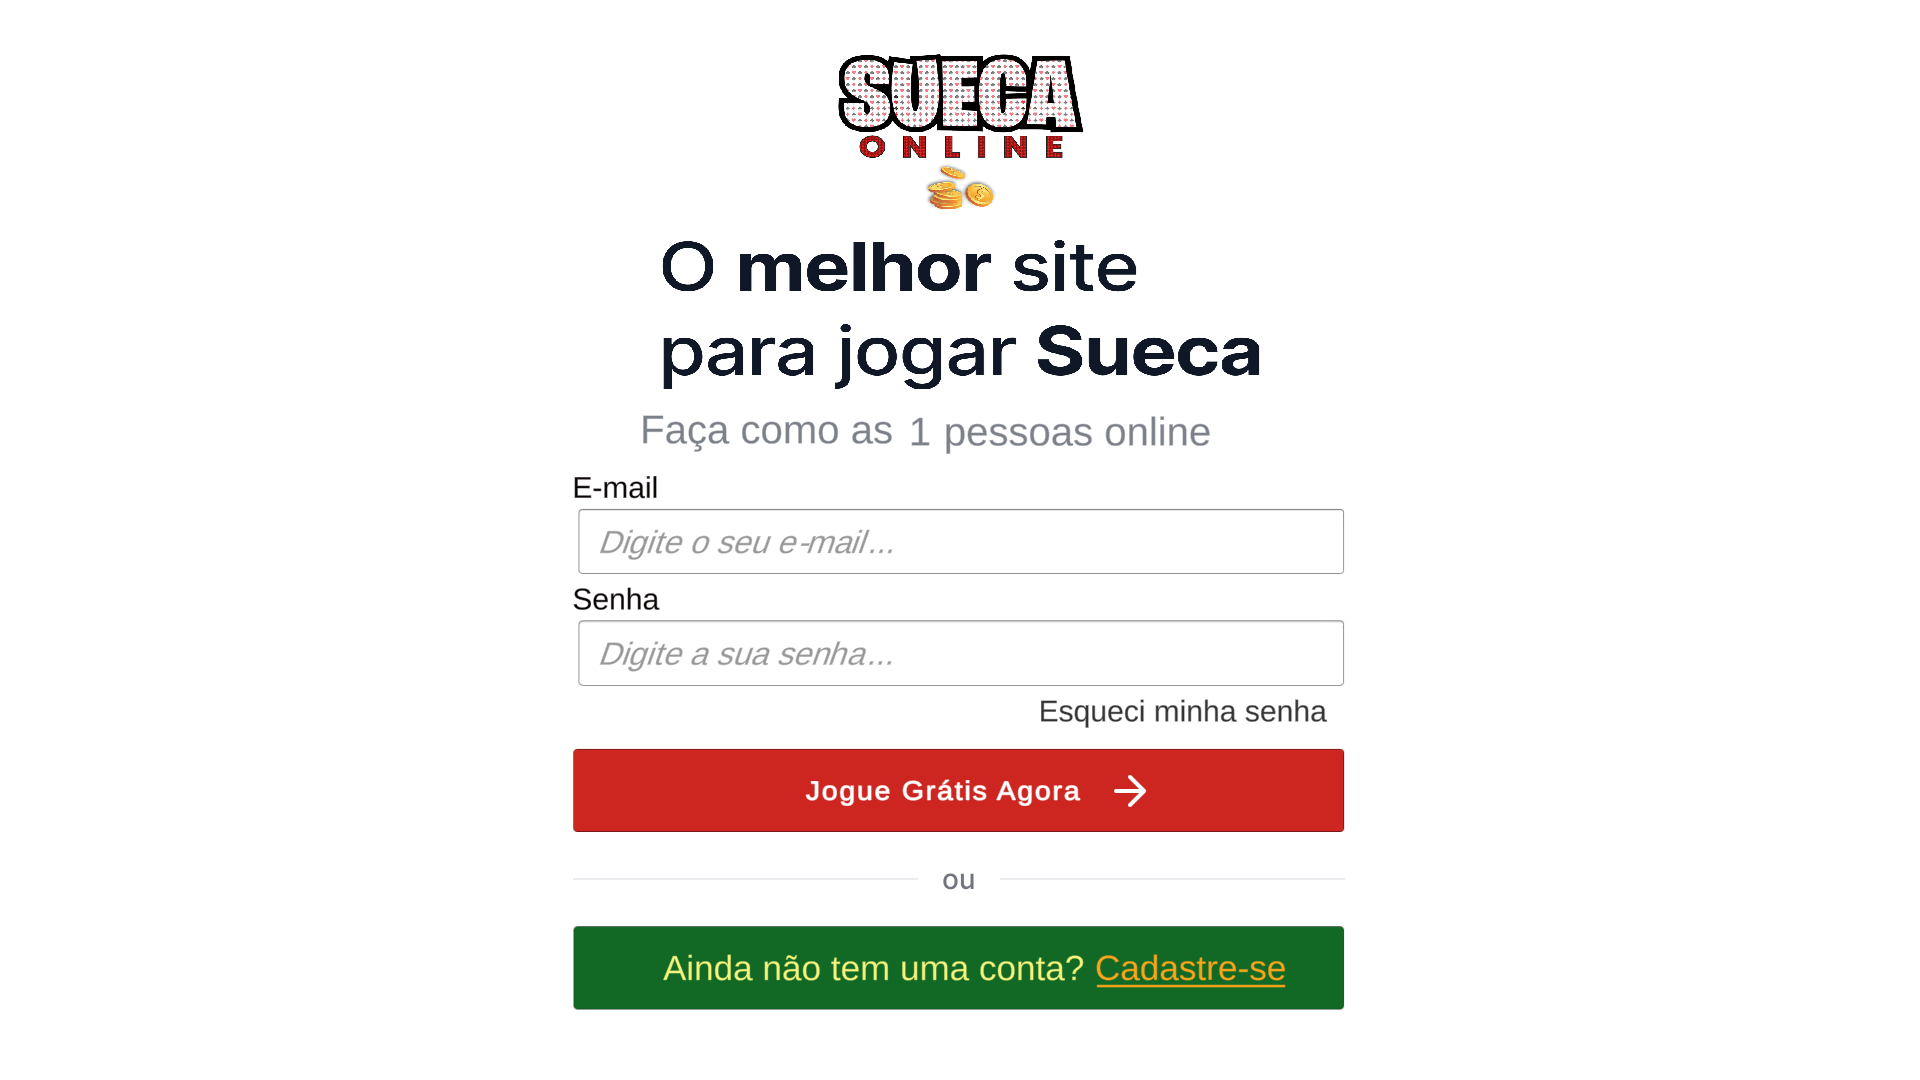 SUECA
ONLINE
O melhor site
para jogar Sueca
Faça como as 1 pessoas online
E-mail
Digite o seu e-mail...
Senha
Digite a sua senha...
Esqueci minha senha
Jogue Grátis Agora
ou
Ainda não tem uma conta? Cadastre-se